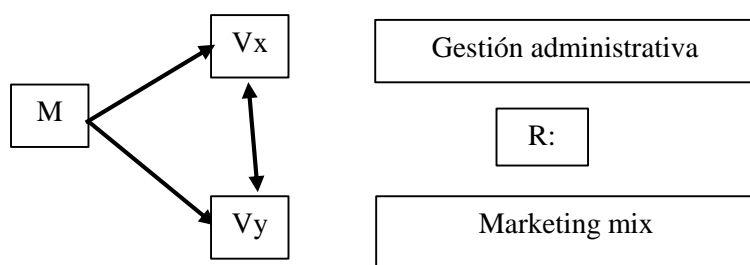 Vx
Gestión administrativa
M
R:
Vy
Marketing mix